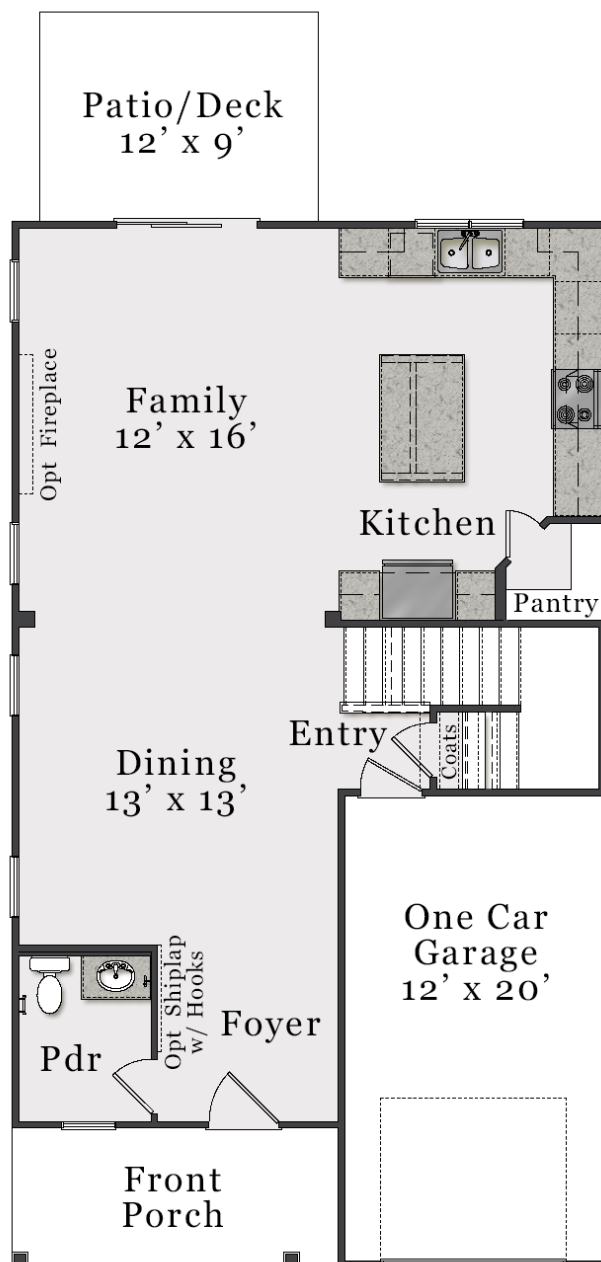 Patio/Deck
12’ x 9’
Opt Fireplace
Family
12’ x 16’
Kitchen
Pantry
Entry
Coats
Dining
13’ x 13’
One Car
Garage
12’ x 20’
Opt Shiplap
w/ Hooks
Foyer
Pdr
Front
Porch